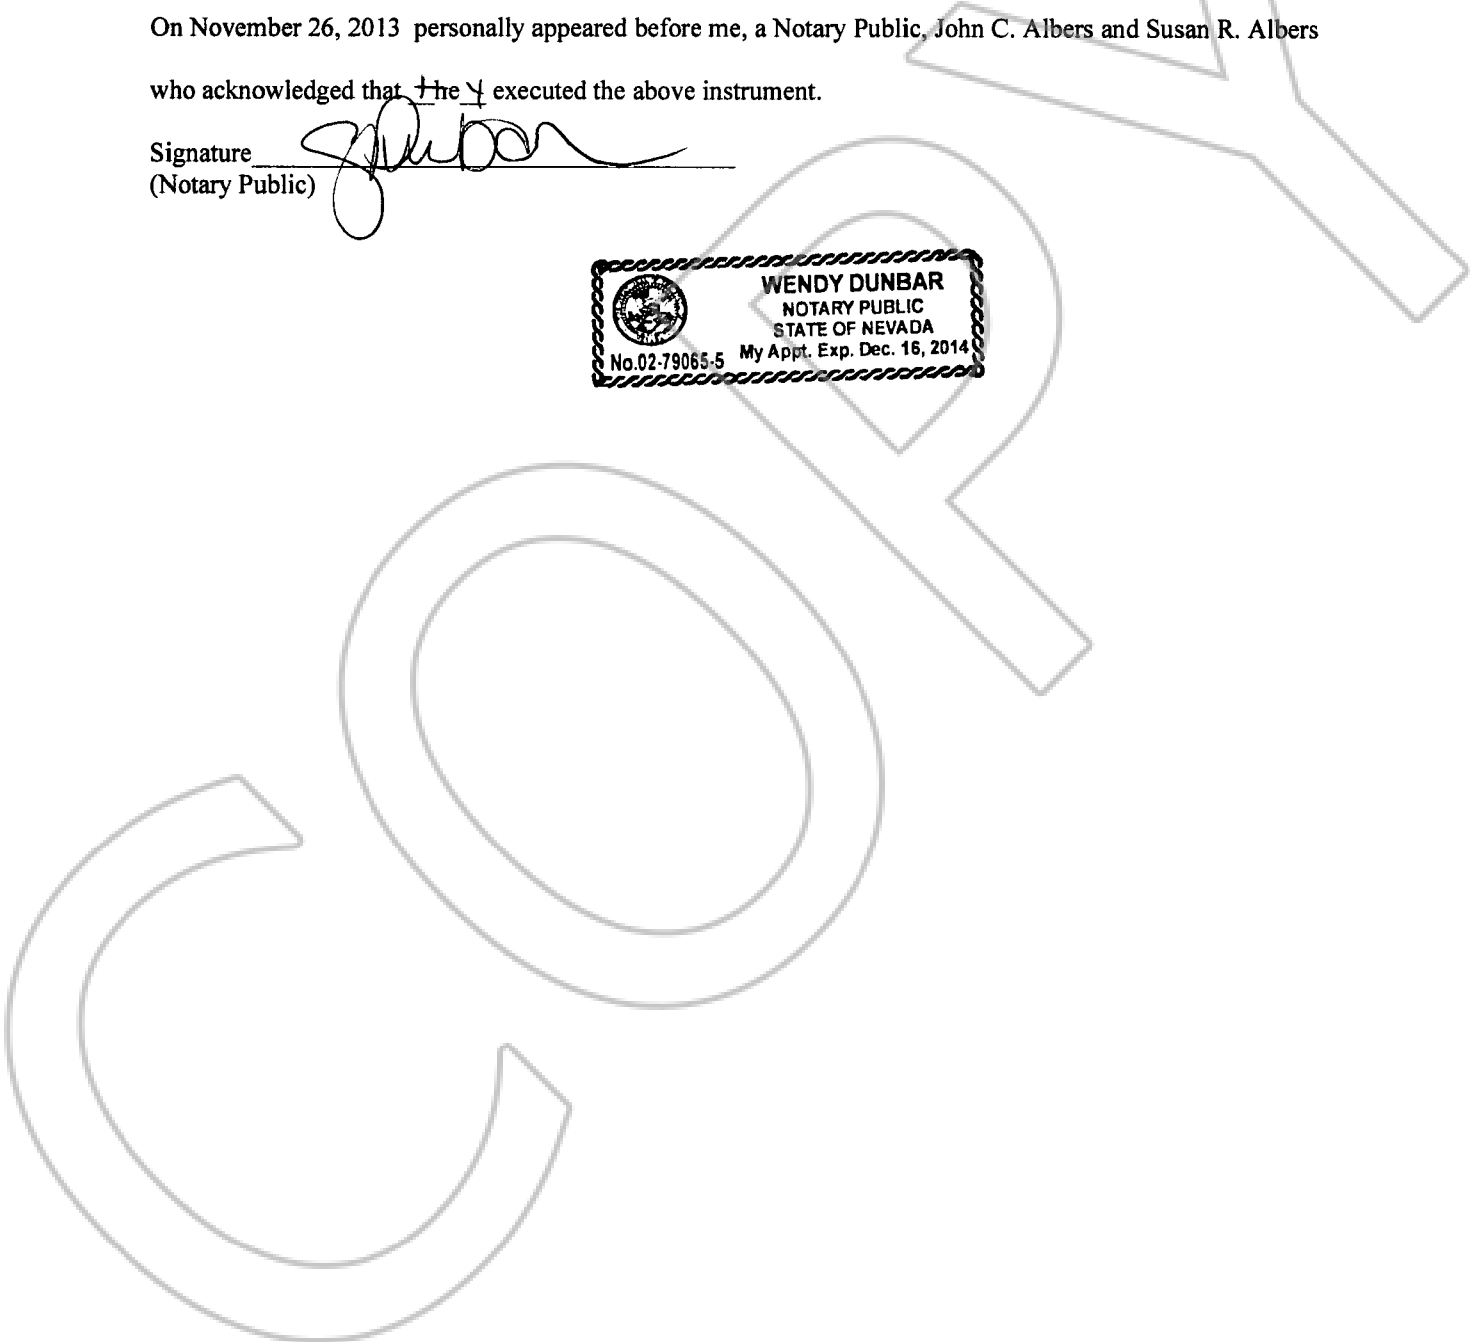 On November 26, 2013 personally appeared before me, a Notary Public, John C. Albers and Susan R. Albers
who acknowledged that they executed the above instrument.
Signature
(Notary Public)
WENDY DUNBAR
NOTARY PUBLIC
STATE OF NEVADA
No.02-79065-5 My Appt. Exp. Dec. 16, 2014
COPY